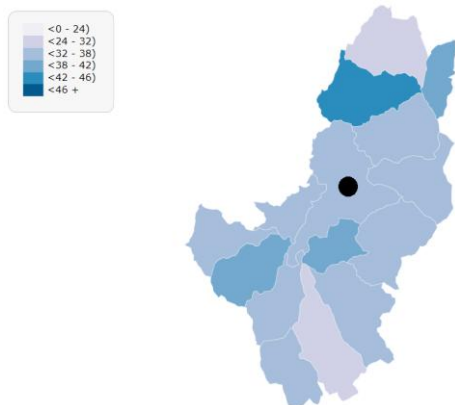 <0 - 24)
<24 - 32)
<32 - 38)
<38 - 42)
<42 - 46)
<46 +